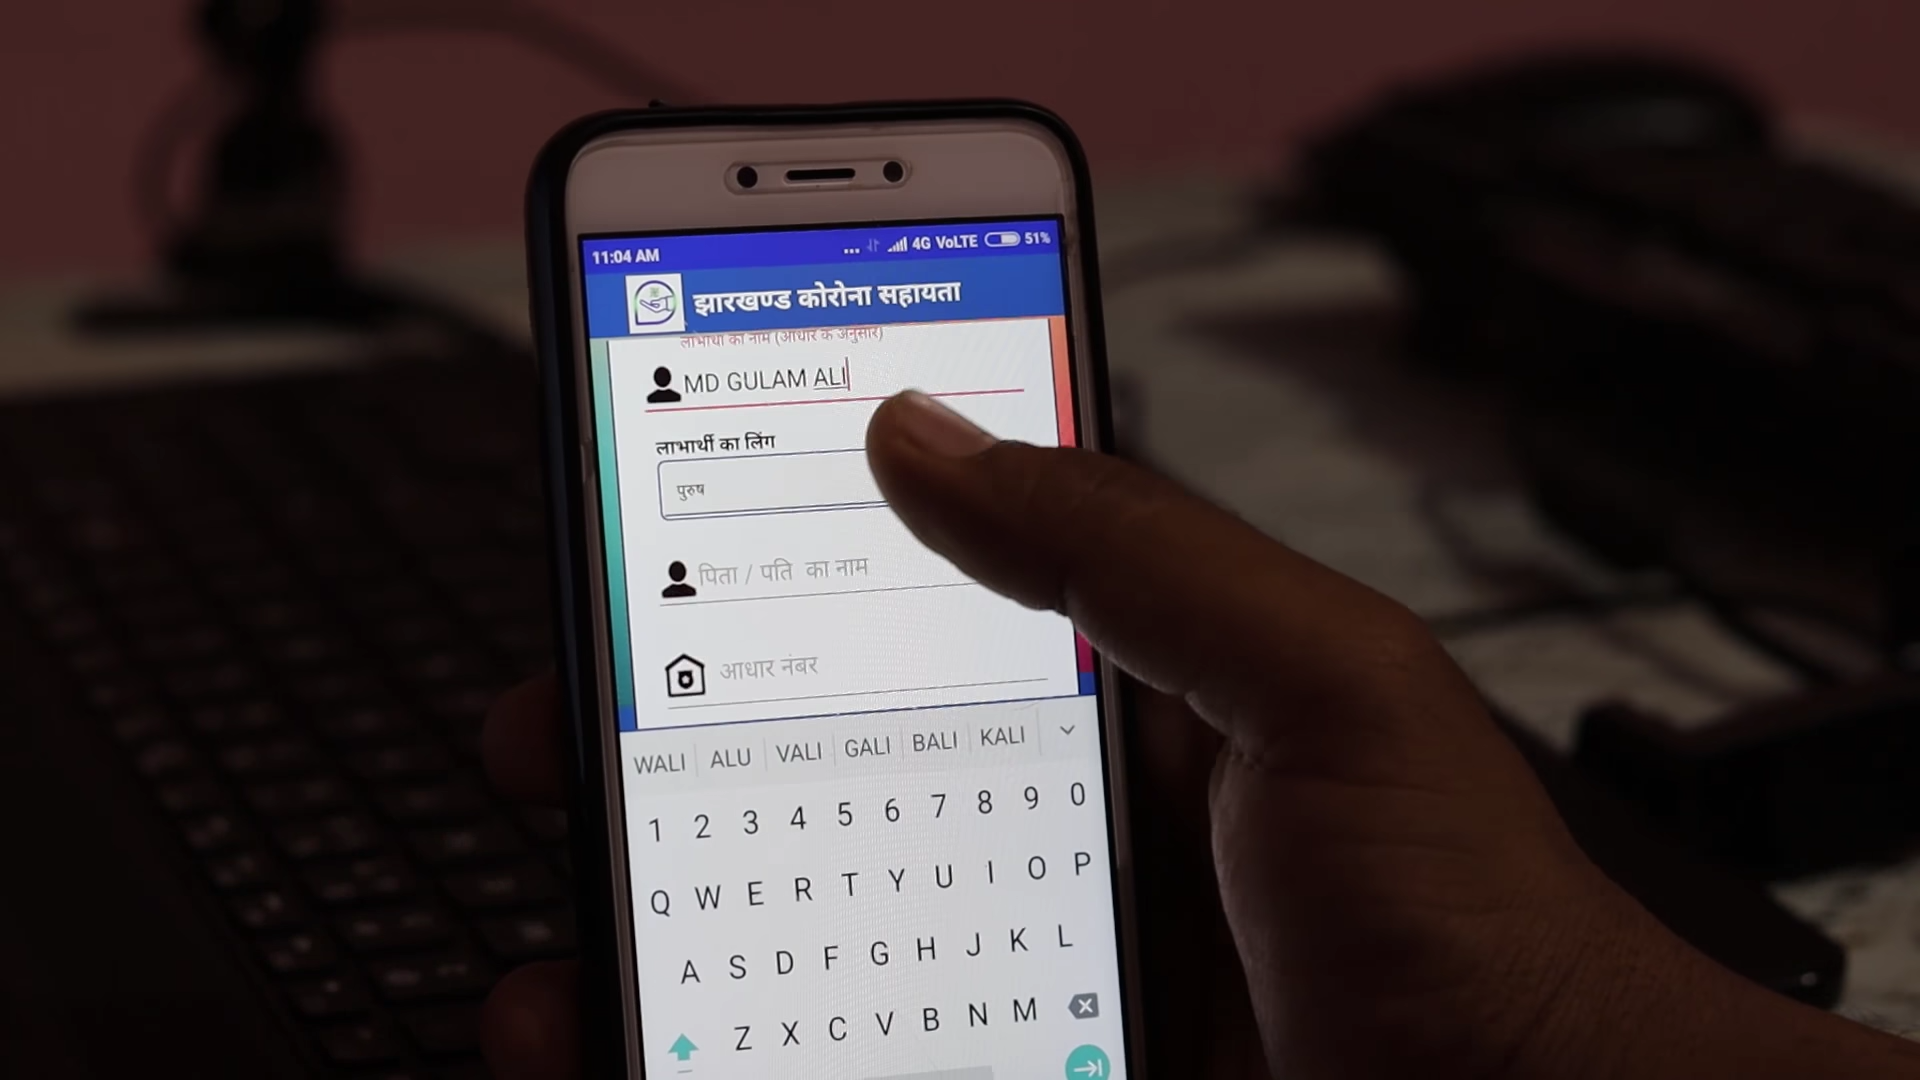 11:04 AM ... 4G VoLTE 51%
झारखण्ड कोरोना सहायता
लाभार्थी का नाम (आधार के अनुसार)
MD GULAM ALI
लाभार्थी का लिंग
पुरुष
पिता / पति का नाम
आधार नंबर
WALI ALU VALI GALI BALI KALI
1 2 3 4 5 6 7 8 9 0
Q W E R T Y U I O P
A S D F G H J K L
Z X C V B N M